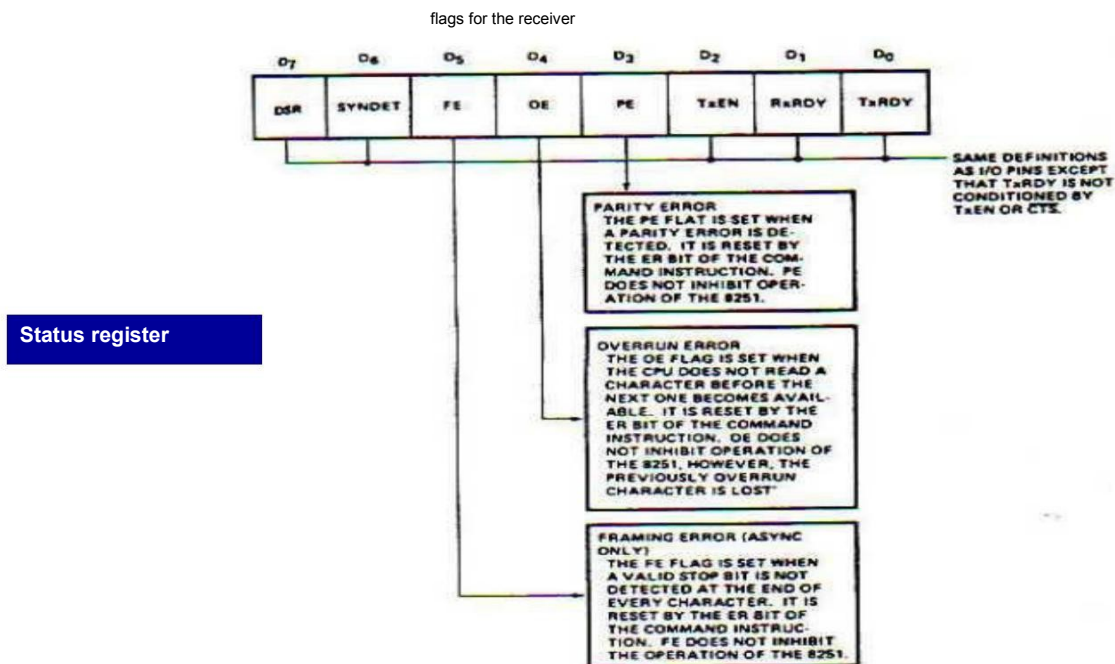 flags for the receiver
D7 D6 D5 D4 D3 D2 D1 D0
DSR SYNDET FE OE PE TxEN RxRDY TxRDY
SAME DEFINITIONS
AS I/O PINS EXCEPT
THAT TxRDY IS NOT
CONDITIONED BY
TxEN OR CTS.
PARITY ERROR
THE PE FLAT IS SET WHEN
A PARITY ERROR IS DE-
TECTED. IT IS RESET BY
THE ER BIT OF THE COM-
MAND INSTRUCTION. PE
DOES NOT INHIBIT OPER-
ATION OF THE 8251.
Status register
OVERRUN ERROR
THE OE FLAG IS SET WHEN
THE CPU DOES NOT READ A
CHARACTER BEFORE THE
NEXT ONE BECOMES AVAIL-
ABLE. IT IS RESET BY THE
ER BIT OF THE COMMAND
INSTRUCTION. OE DOES
NOT INHIBIT OPERATION OF
THE 8251, HOWEVER, THE
PREVIOUSLY OVERRUN
CHARACTER IS LOST"
FRAMING ERROR (ASYNC
ONLY)
THE FE FLAG IS SET WHEN
A VALID STOP BIT IS NOT
DETECTED AT THE END OF
EVERY CHARACTER. IT IS
RESET BY THE ER BIT OF
THE COMMAND INSTRUC-
TION. FE DOES NOT INHIBIT
THE OPERATION OF THE 8251.